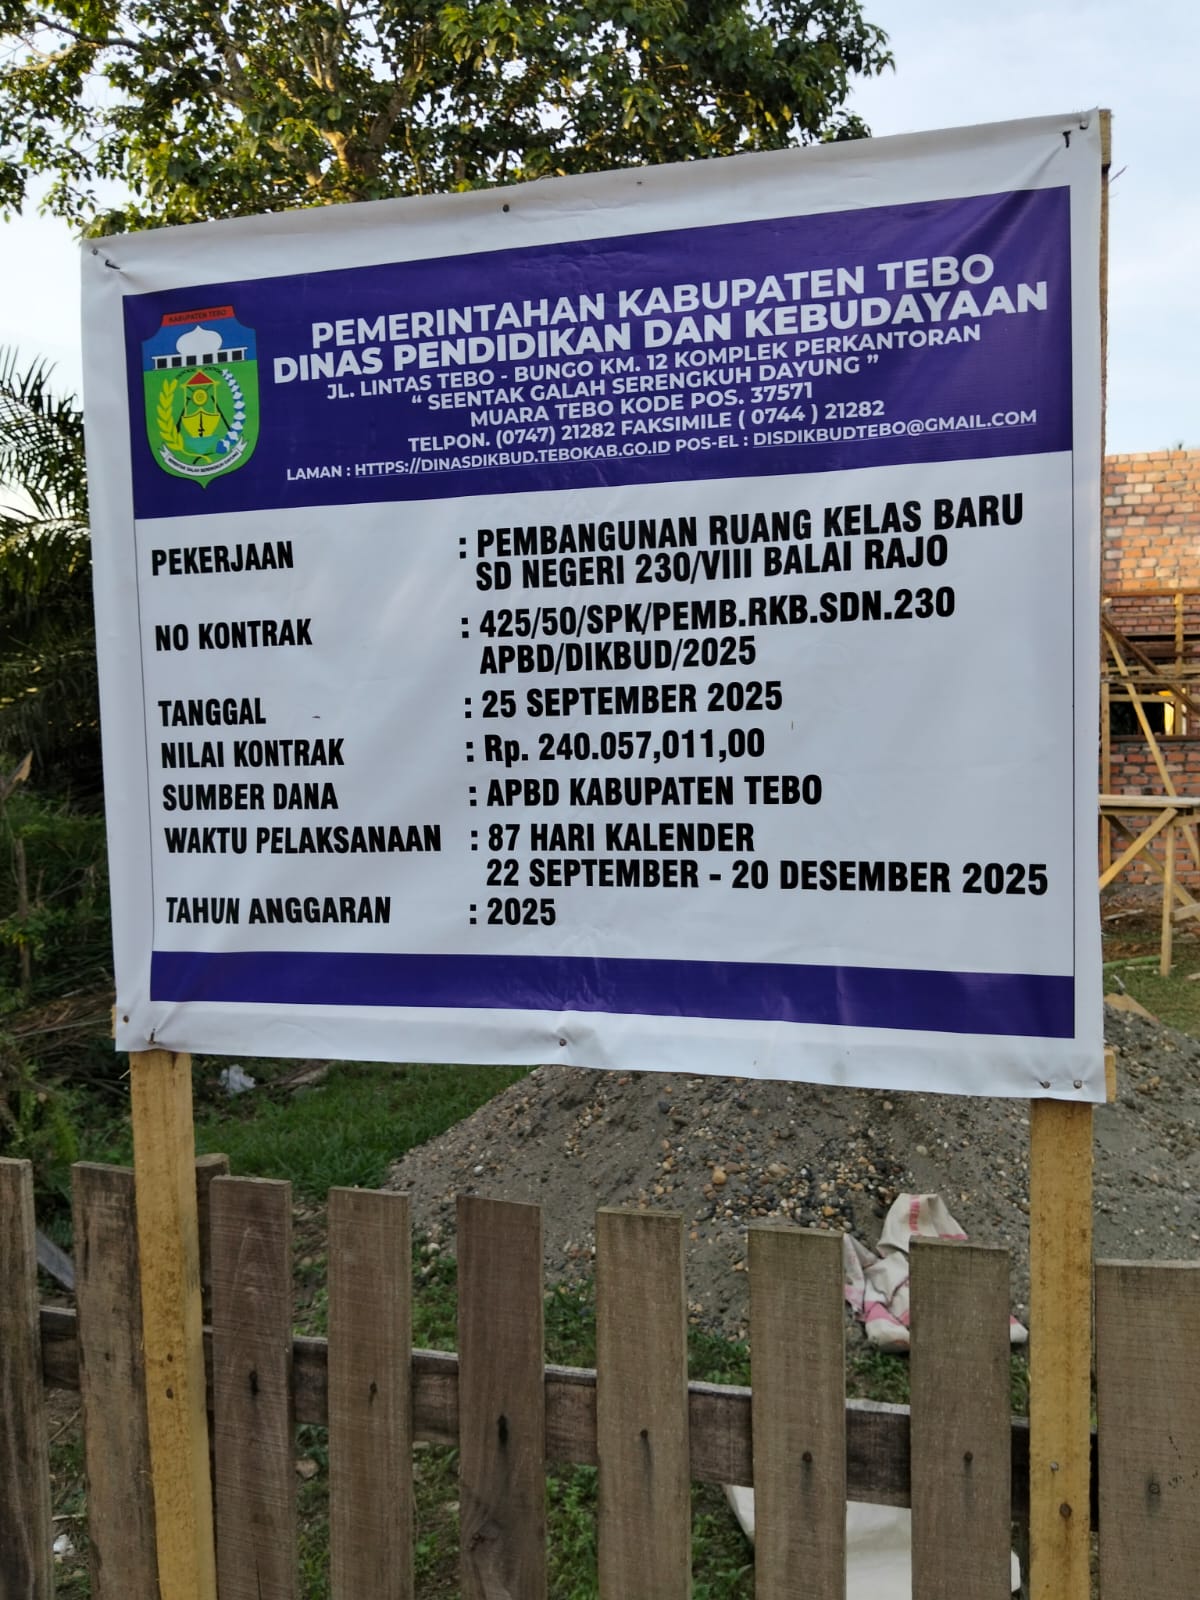 KABUPATEN TEBO
SEENTAK GALAH SERENGKUH DAYUNG
PEMERINTAHAN KABUPATEN TEBO
DINAS PENDIDIKAN DAN KEBUDAYAAN
JL. LINTAS TEBO - BUNGO KM. 12 KOMPLEK PERKANTORAN
“ SEENTAK GALAH SERENGKUH DAYUNG ”
MUARA TEBO KODE POS. 37571
TELPON. (0747) 21282 FAKSIMILE ( 0744 ) 21282
LAMAN : HTTPS://DINASDIKBUD.TEBOKAB.GO.ID POS-EL : DISDIKBUDTEBO@GMAIL.COM
PEKERJAAN : PEMBANGUNAN RUANG KELAS BARU
SD NEGERI 230/VIII BALAI RAJO
NO KONTRAK : 425/50/SPK/PEMB.RKB.SDN.230
APBD/DIKBUD/2025
TANGGAL : 25 SEPTEMBER 2025
NILAI KONTRAK : Rp. 240.057,011,00
SUMBER DANA : APBD KABUPATEN TEBO
WAKTU PELAKSANAAN : 87 HARI KALENDER
22 SEPTEMBER - 20 DESEMBER 2025
TAHUN ANGGARAN : 2025